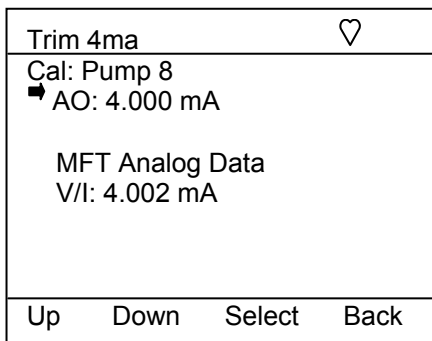 Trim 4ma
Cal: Pump 8
AO: 4.000 mA
MFT Analog Data
V/I: 4.002 mA
Up Down Select Back